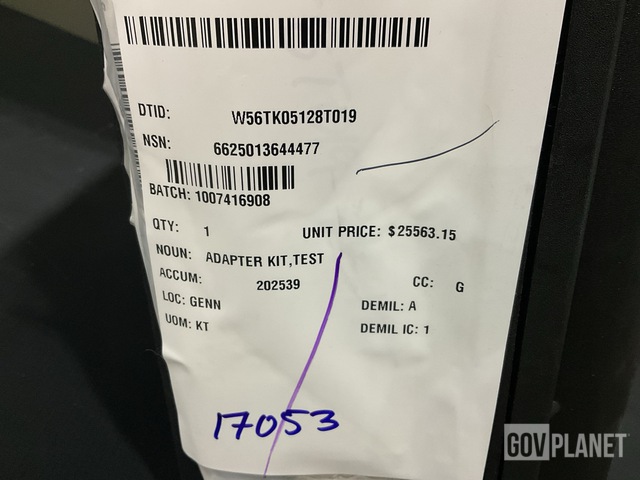 DTID: W56TK05128T019
NSN: 6625013644477
BATCH: 1007416908
QTY: 1 UNIT PRICE: $25563.15
NOUN: ADAPTER KIT,TEST
ACCUM: 202539 CC: G
LOC: GENN DEMIL: A
UOM: KT DEMIL IC: 1
17053
GOVPLANET